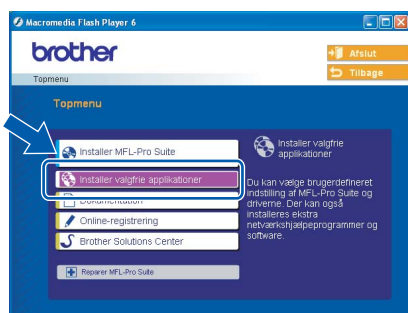 Macromedia Flash Player 6
brother
Afslut
Tilbage
Topmenu
Topmenu
Installer MFL-Pro Suite
Installer valgfrie applikationer
Dokumentation
Online-registrering
Brother Solutions Center
Reparer MFL-Pro Suite
Installer valgfrie
applikationer
Du kan vælge brugerdefineret
indstilling af MFL-Pro Suite og
driverne. Der kan også
installeres ekstra
netværkshjælpeprogrammer og
software.